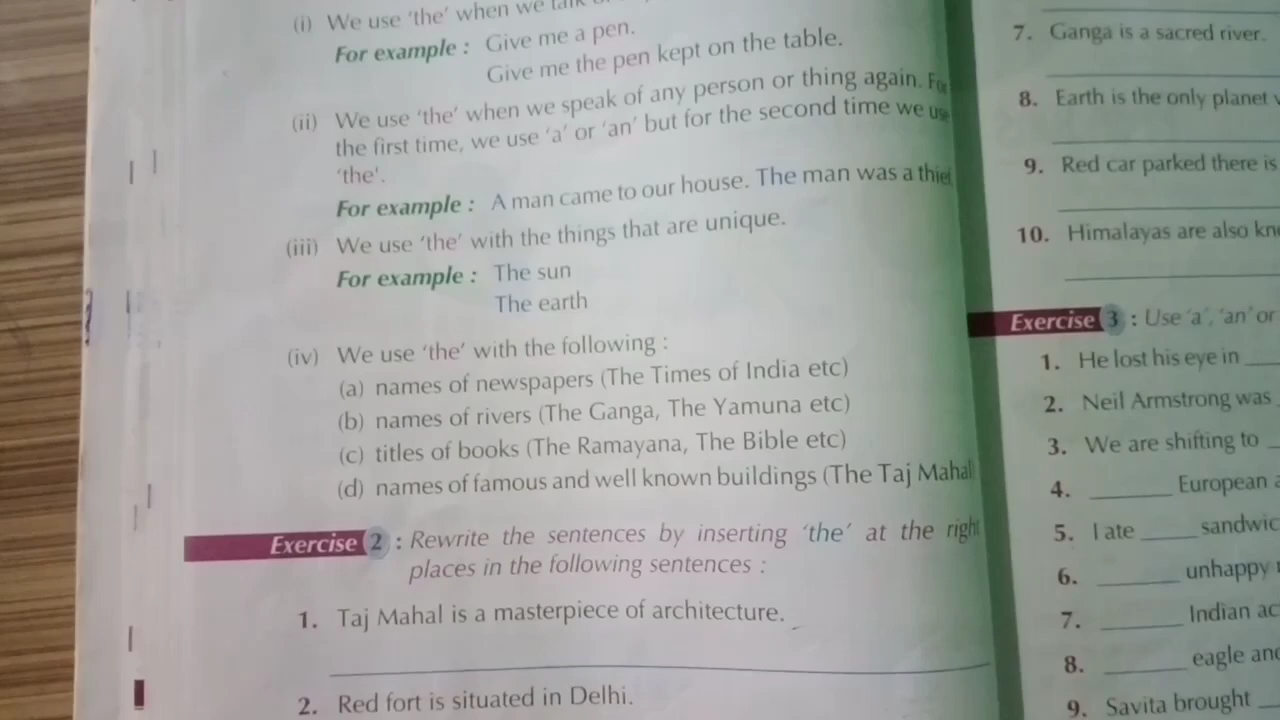 (i) We use 'the' when we talk
For example : Give me a pen.
Give me the pen kept on the table.
(ii) We use 'the' when we speak of any person or thing again. For
the first time, we use 'a' or 'an' but for the second time we use
'the'.
For example : A man came to our house. The man was a thief
(iii) We use 'the' with the things that are unique.
For example : The sun
The earth
(iv) We use 'the' with the following :
(a) names of newspapers (The Times of India etc)
(b) names of rivers (The Ganga, The Yamuna etc)
(c) titles of books (The Ramayana, The Bible etc)
(d) names of famous and well known buildings (The Taj Mahal
Exercise 2 : Rewrite the sentences by inserting 'the' at the right
places in the following sentences :
1. Taj Mahal is a masterpiece of architecture.
2. Red fort is situated in Delhi.
7. Ganga is a sacred river.
8. Earth is the only planet
9. Red car parked there is
10. Himalayas are also
Exercise 3 : Use 'a', 'an' or
1. He lost his eye in ____
2. Neil Armstrong was
3. We are shifting to
4. ______ European
5. I ate ____ 
6. ______ unhappy
7. ______ Indian
8. ______ eagle and
9. Savita brought __